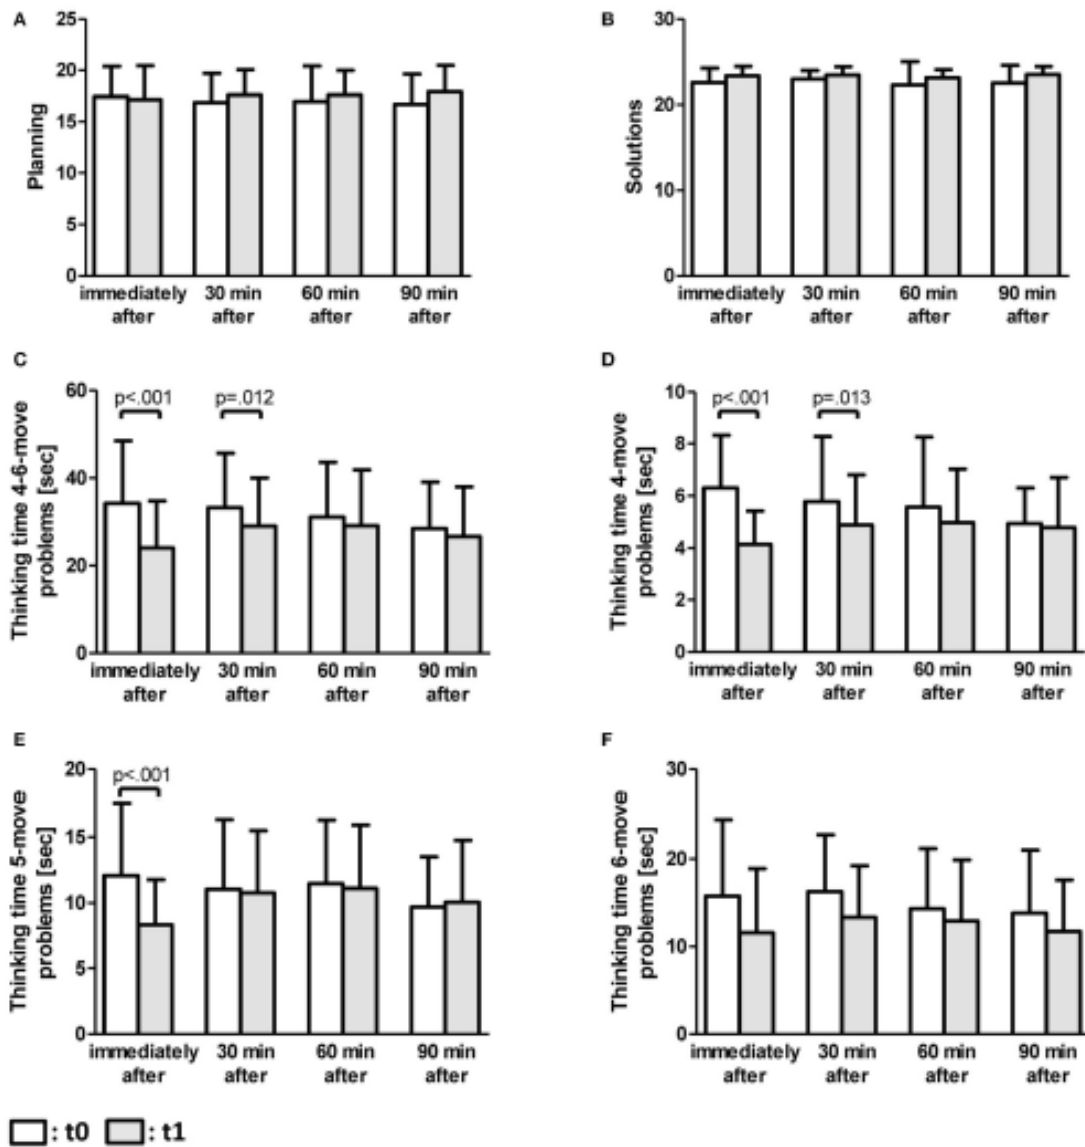 A
Planning
25
20
15
10
5
0
immediately after
30 min after
60 min after
90 min after
B
Solutions
30
20
10
0
immediately after
30 min after
60 min after
90 min after
C
Thinking time 4-6-move problems [sec]
60
40
20
0
p<.001
p=.012
immediately after
30 min after
60 min after
90 min after
D
Thinking time 4-move problems [sec]
10
8
6
4
2
0
p<.001
p=.013
immediately after
30 min after
60 min after
90 min after
E
Thinking time 5-move problems [sec]
20
15
10
5
0
p<.001
immediately after
30 min after
60 min after
90 min after
F
Thinking time 6-move problems [sec]
30
20
10
0
immediately after
30 min after
60 min after
90 min after
: t0 : t1